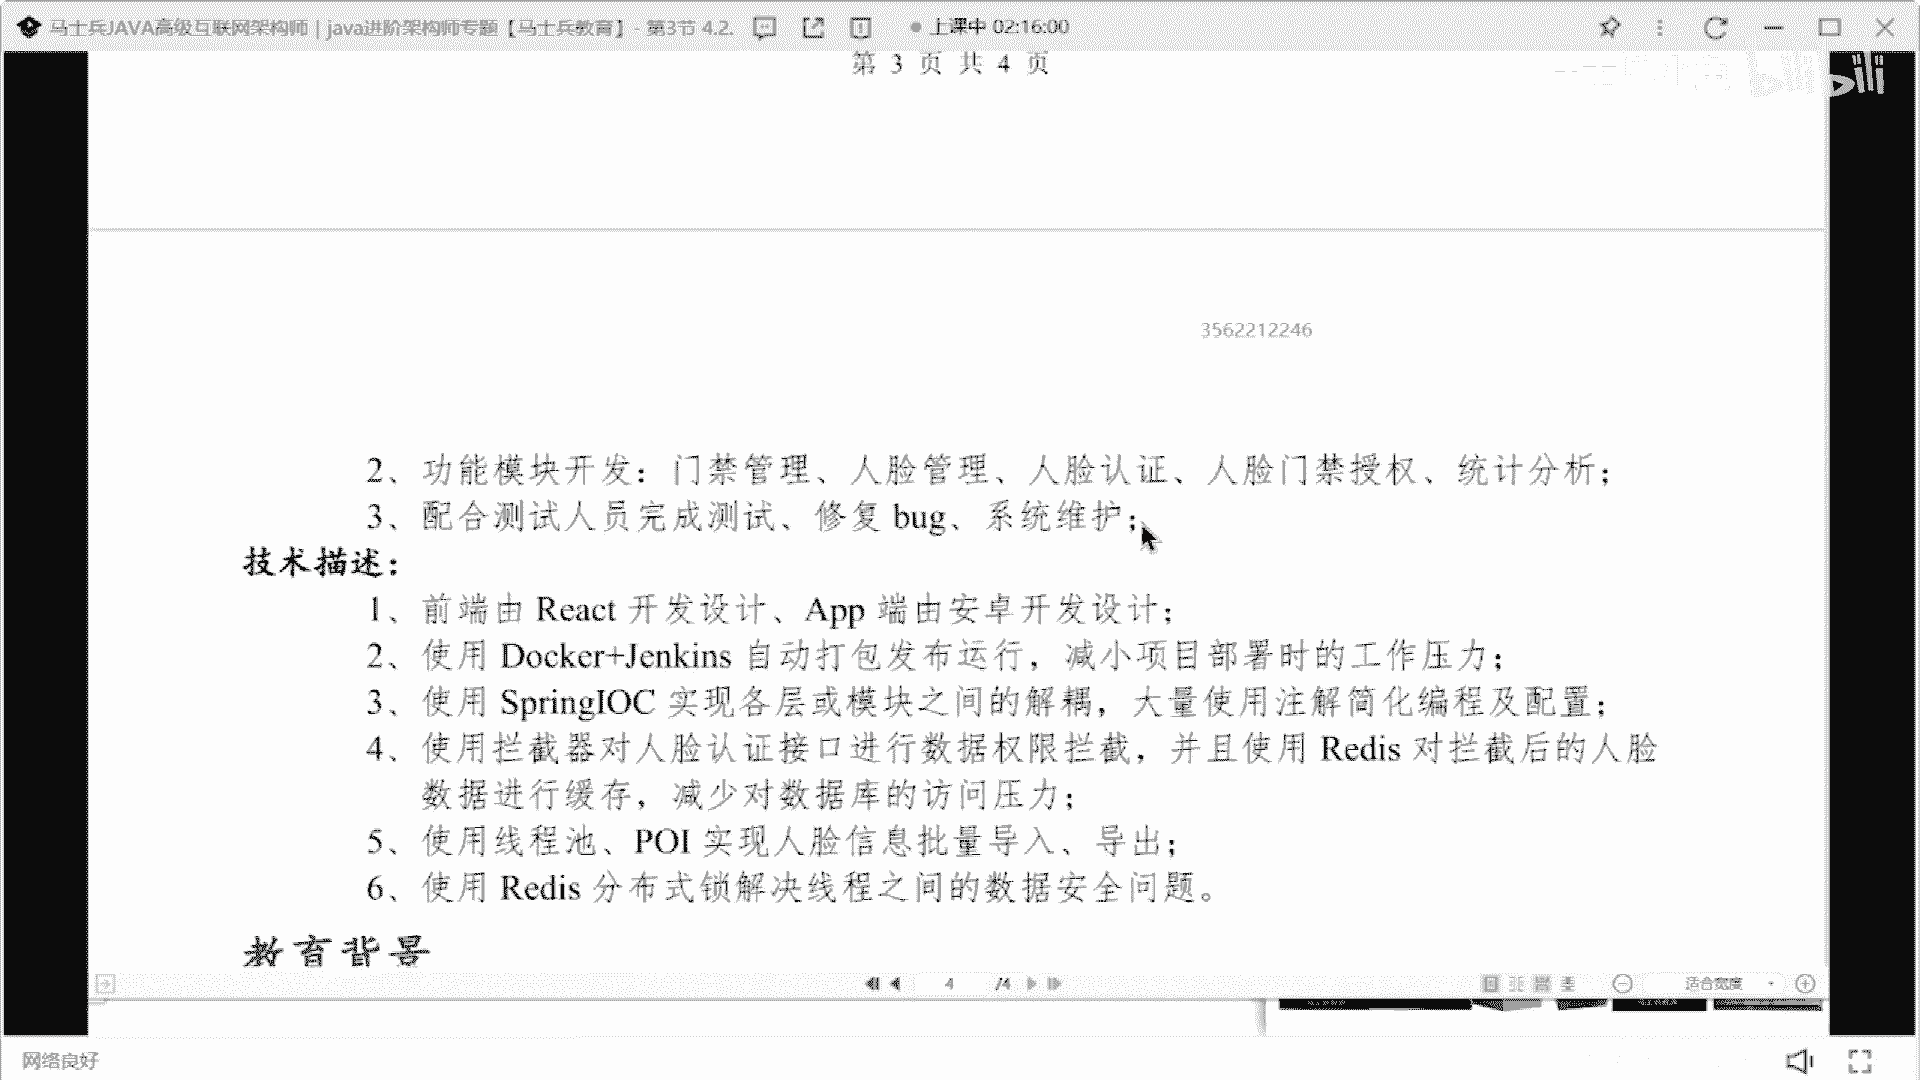 马士兵JAVA高级互联网架构师 | java进阶架构师专题【马士兵教育】 - 第3节 4.2.
上课中 02:16:00
第 3 页 共 4 页
bilibili
3562212246
2、功能模块开发：门禁管理、人脸管理、人脸认证、人脸门禁授权、统计分析；
3、配合测试人员完成测试、修复 bug、系统维护；
技术描述：
1、前端由 React 开发设计、App 端由安卓开发设计；
2、使用 Docker+Jenkins 自动打包发布运行，减小项目部署时的工作压力；
3、使用 SpringIOC 实现各层或模块之间的解耦，大量使用注解简化编程及配置；
4、使用拦截器对人脸认证接口进行数据权限拦截，并且使用 Redis 对拦截后的人脸
数据进行缓存，减少对数据库的访问压力；
5、使用线程池、POI 实现人脸信息批量导入、导出；
6、使用 Redis 分布式锁解决线程之间的数据安全问题。
教育背景
4 /4
适合宽度
网络良好